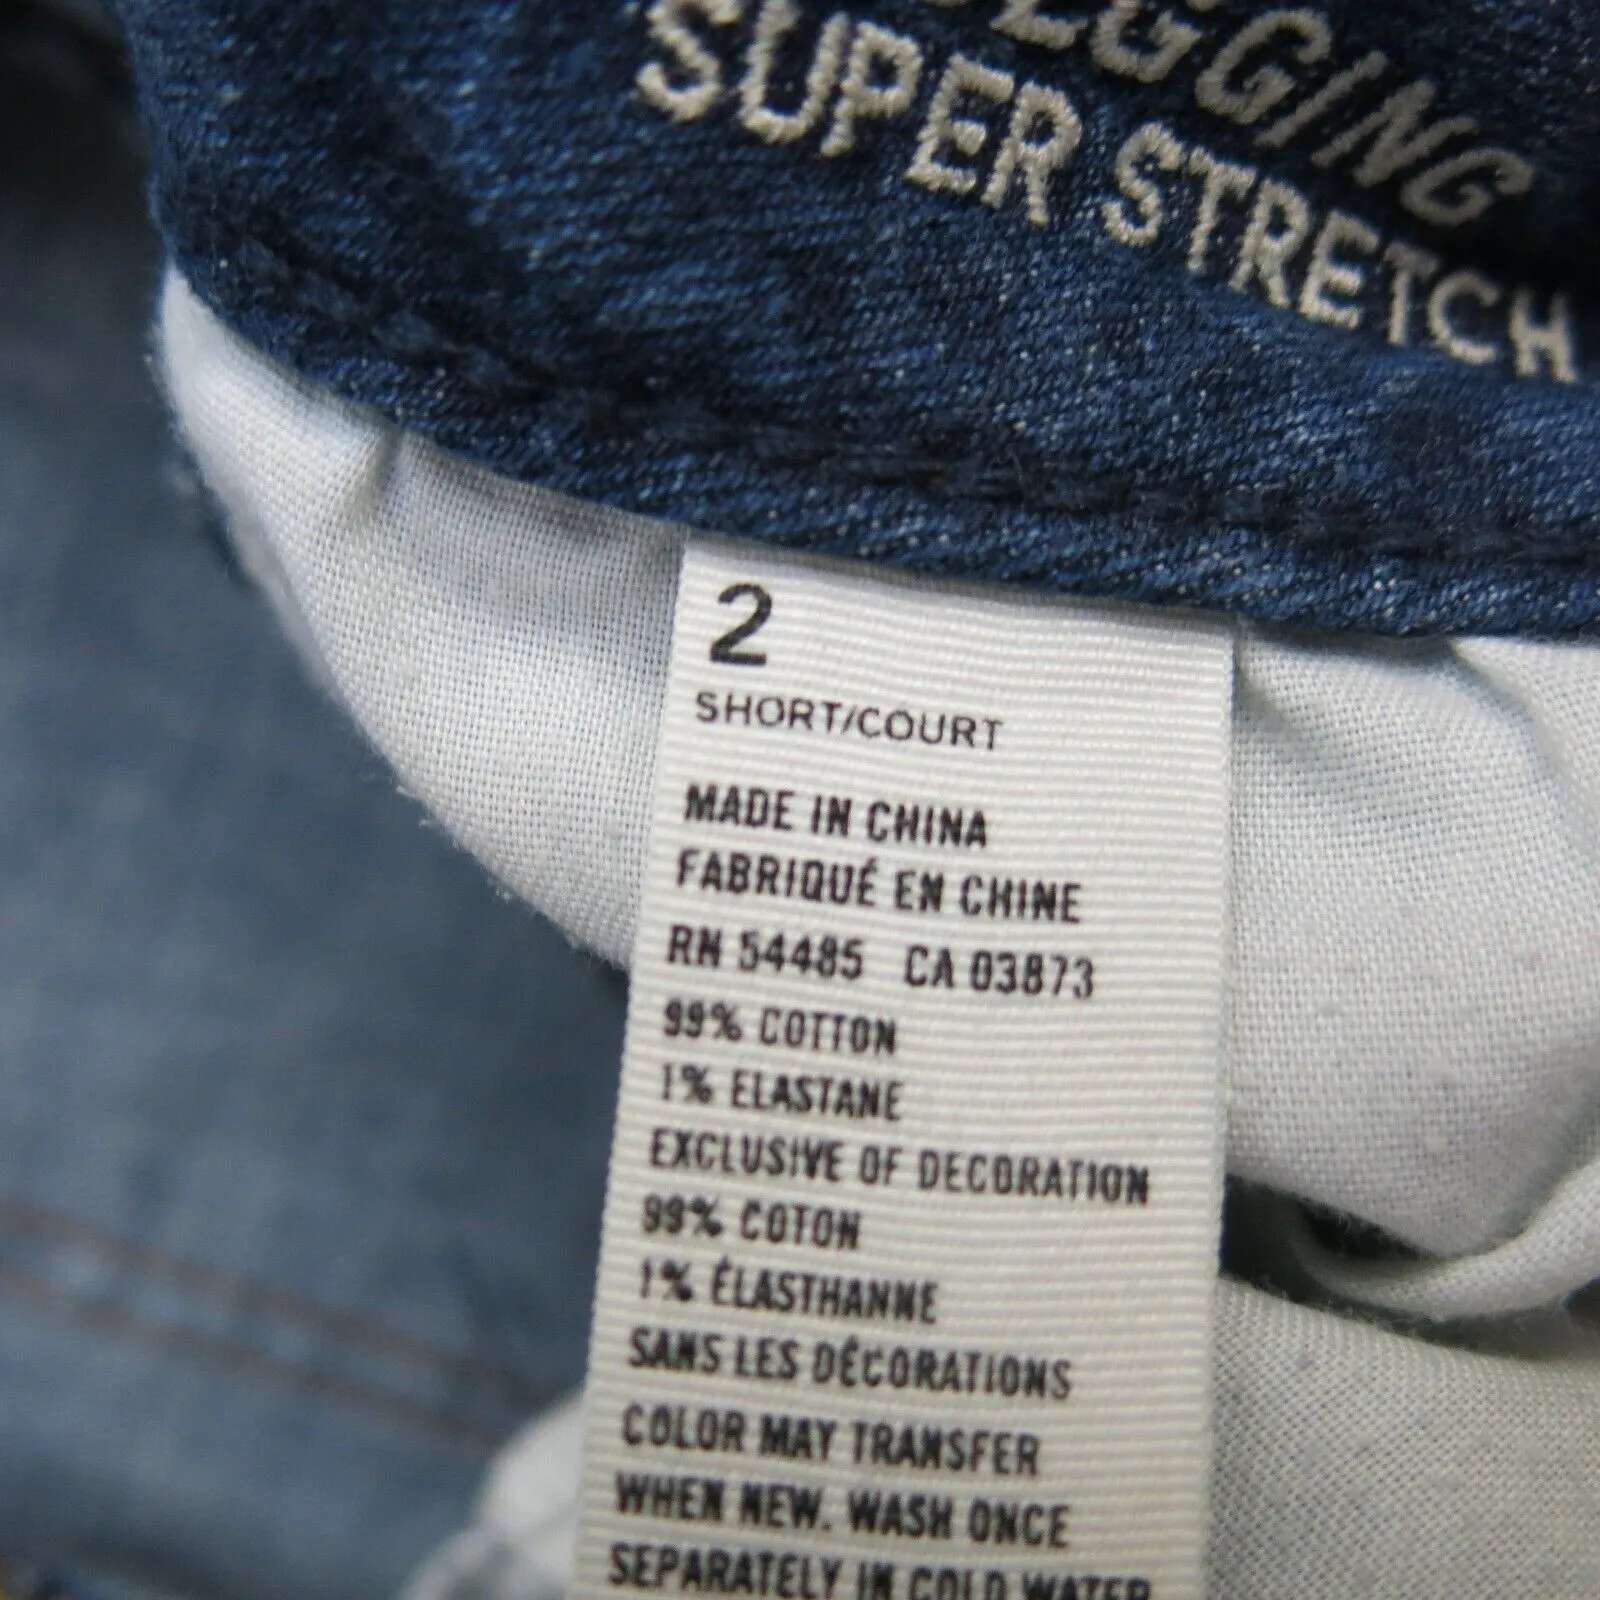 EGGING
SUPER STRETCH
2
SHORT/COURT
MADE IN CHINA
FABRIQUÉ EN CHINE
RN 54485 CA 03873
99% COTTON
1% ELASTANE
EXCLUSIVE OF DECORATION
99% COTON
1% ÉLASTHANNE
SANS LES DÉCORATIONS
COLOR MAY TRANSFER
WHEN NEW. WASH ONCE
SEPARATELY IN COLD WATER